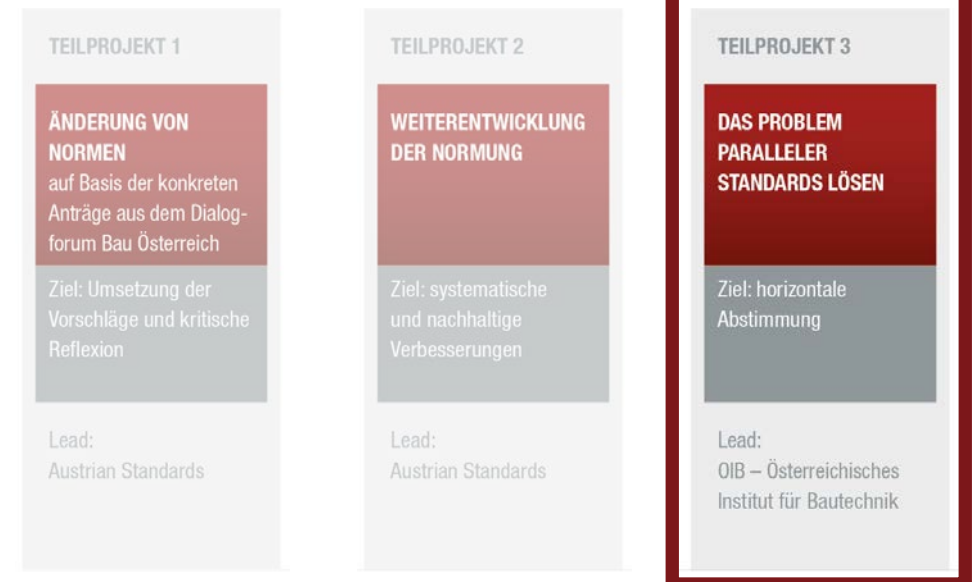 TEILPROJEKT 1
ÄNDERUNG VON
NORMEN
auf Basis der konkreten
Anträge aus dem Dialog-
forum Bau Österreich
Ziel: Umsetzung der
Vorschläge und kritische
Reflexion
Lead:
Austrian Standards
TEILPROJEKT 2
WEITERENTWICKLUNG
DER NORMUNG
Ziel: systematische
und nachhaltige
Verbesserungen
Lead:
Austrian Standards
TEILPROJEKT 3
DAS PROBLEM
PARALLELER
STANDARDS LÖSEN
Ziel: horizontale
Abstimmung
Lead:
OIB – Österreichisches
Institut für Bautechnik